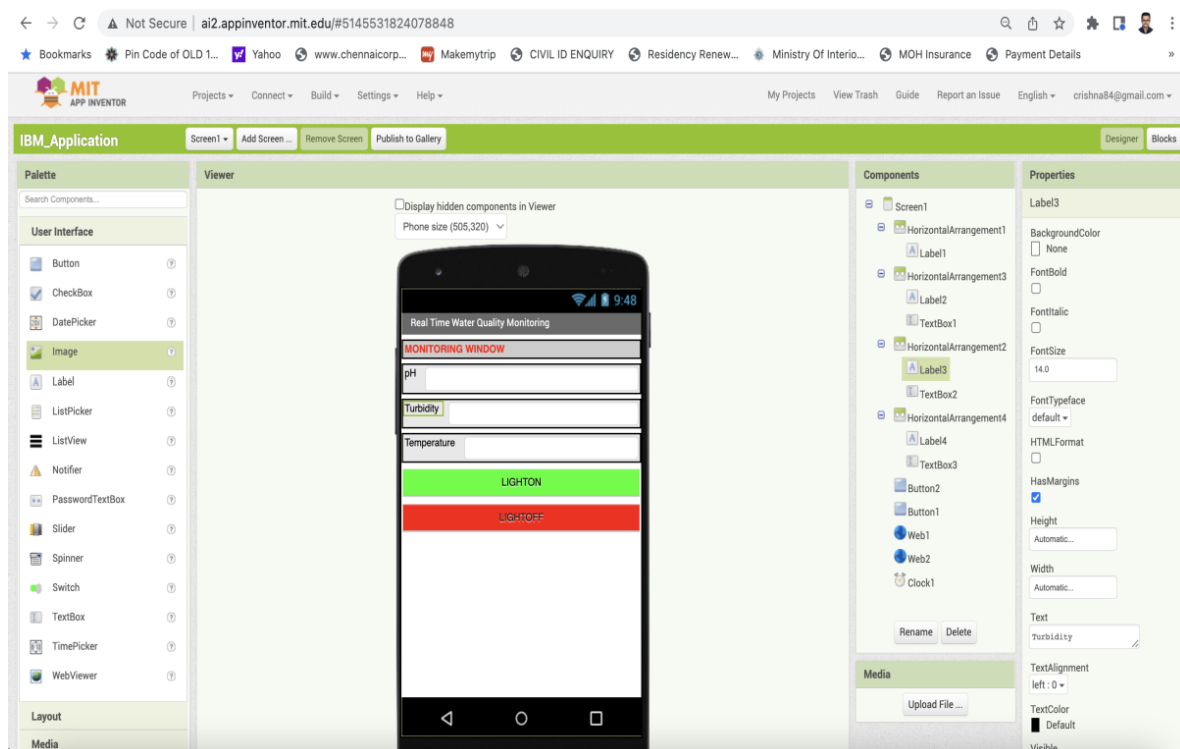 Not Secure ai2.appinventor.mit.edu/#5145531824078848
Bookmarks Pin Code of OLD 1... Yahoo www.chennaicorp... Makemytrip CIVIL ID ENQUIRY Residency Renew... Ministry Of Interio... MOH Insurance Payment Details »
MIT
APP INVENTOR
Projects Connect Build Settings Help My Projects View Trash Guide Report an Issue English crishna84@gmail.com
IBM_Application Screen1 Add Screen ... Remove Screen Publish to Gallery Designer Blocks
Palette
Search Components...
User Interface
Button
CheckBox
DatePicker
Image
Label
ListPicker
ListView
Notifier
PasswordTextBox
Slider
Spinner
Switch
TextBox
TimePicker
WebViewer
Layout
Media
Viewer
Display hidden components in Viewer
Phone size (505,320)
9:48
Real Time Water Quality Monitoring
MONITORING WINDOW
pH
Turbidity
Temperature
LIGHTON
LIGHTOFF
Components
Screen1
HorizontalArrangement1
Label1
HorizontalArrangement3
Label2
TextBox1
HorizontalArrangement2
Label3
TextBox2
HorizontalArrangement4
Label4
TextBox3
Button2
Button1
Web1
Web2
Clock1
Rename Delete
Media
Upload File ...
Properties
Label3
BackgroundColor
None
FontBold
FontItalic
FontSize
14.0
FontTypeface
default
HTMLFormat
HasMargins
Height
Automatic...
Width
Automatic...
Text
Turbidity
TextAlignment
left : 0
TextColor
Default
Visible